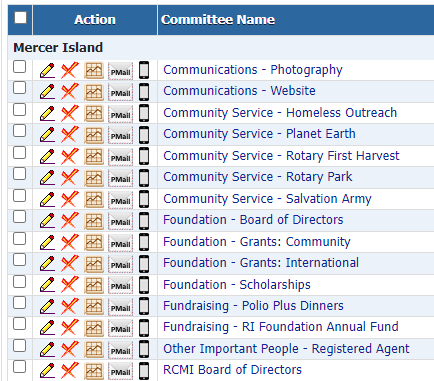 Action Committee Name
Mercer Island
PMail Communications - Photography
PMail Communications - Website
PMail Community Service - Homeless Outreach
PMail Community Service - Planet Earth
PMail Community Service - Rotary First Harvest
PMail Community Service - Rotary Park
PMail Community Service - Salvation Army
PMail Foundation - Board of Directors
PMail Foundation - Grants: Community
PMail Foundation - Grants: International
PMail Foundation - Scholarships
PMail Fundraising - Polio Plus Dinners
PMail Fundraising - RI Foundation Annual Fund
PMail Other Important People - Registered Agent
PMail RCMI Board of Directors